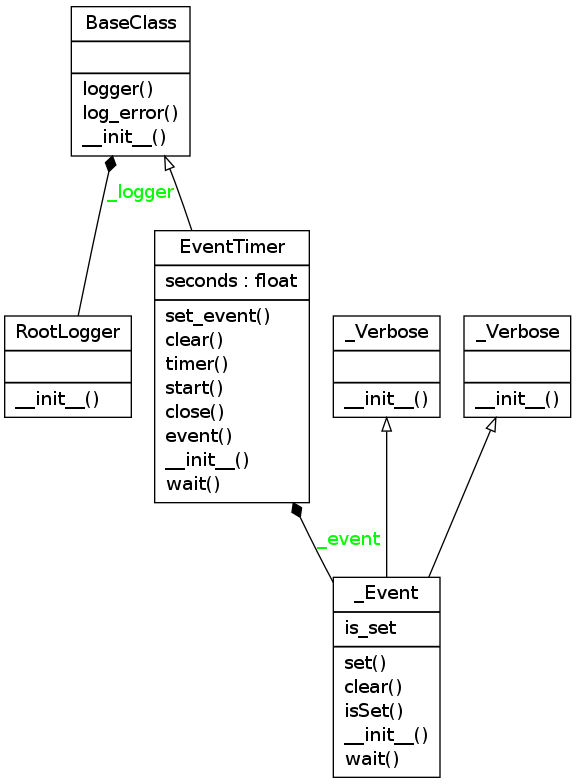 BaseClass
logger()
log_error()
__init__()
_logger
EventTimer
seconds : float
set_event()
clear()
timer()
start()
close()
event()
__init__()
wait()
RootLogger
__init__()
_Verbose
__init__()
_Verbose
__init__()
_event
_Event
is_set
set()
clear()
isSet()
__init__()
wait()